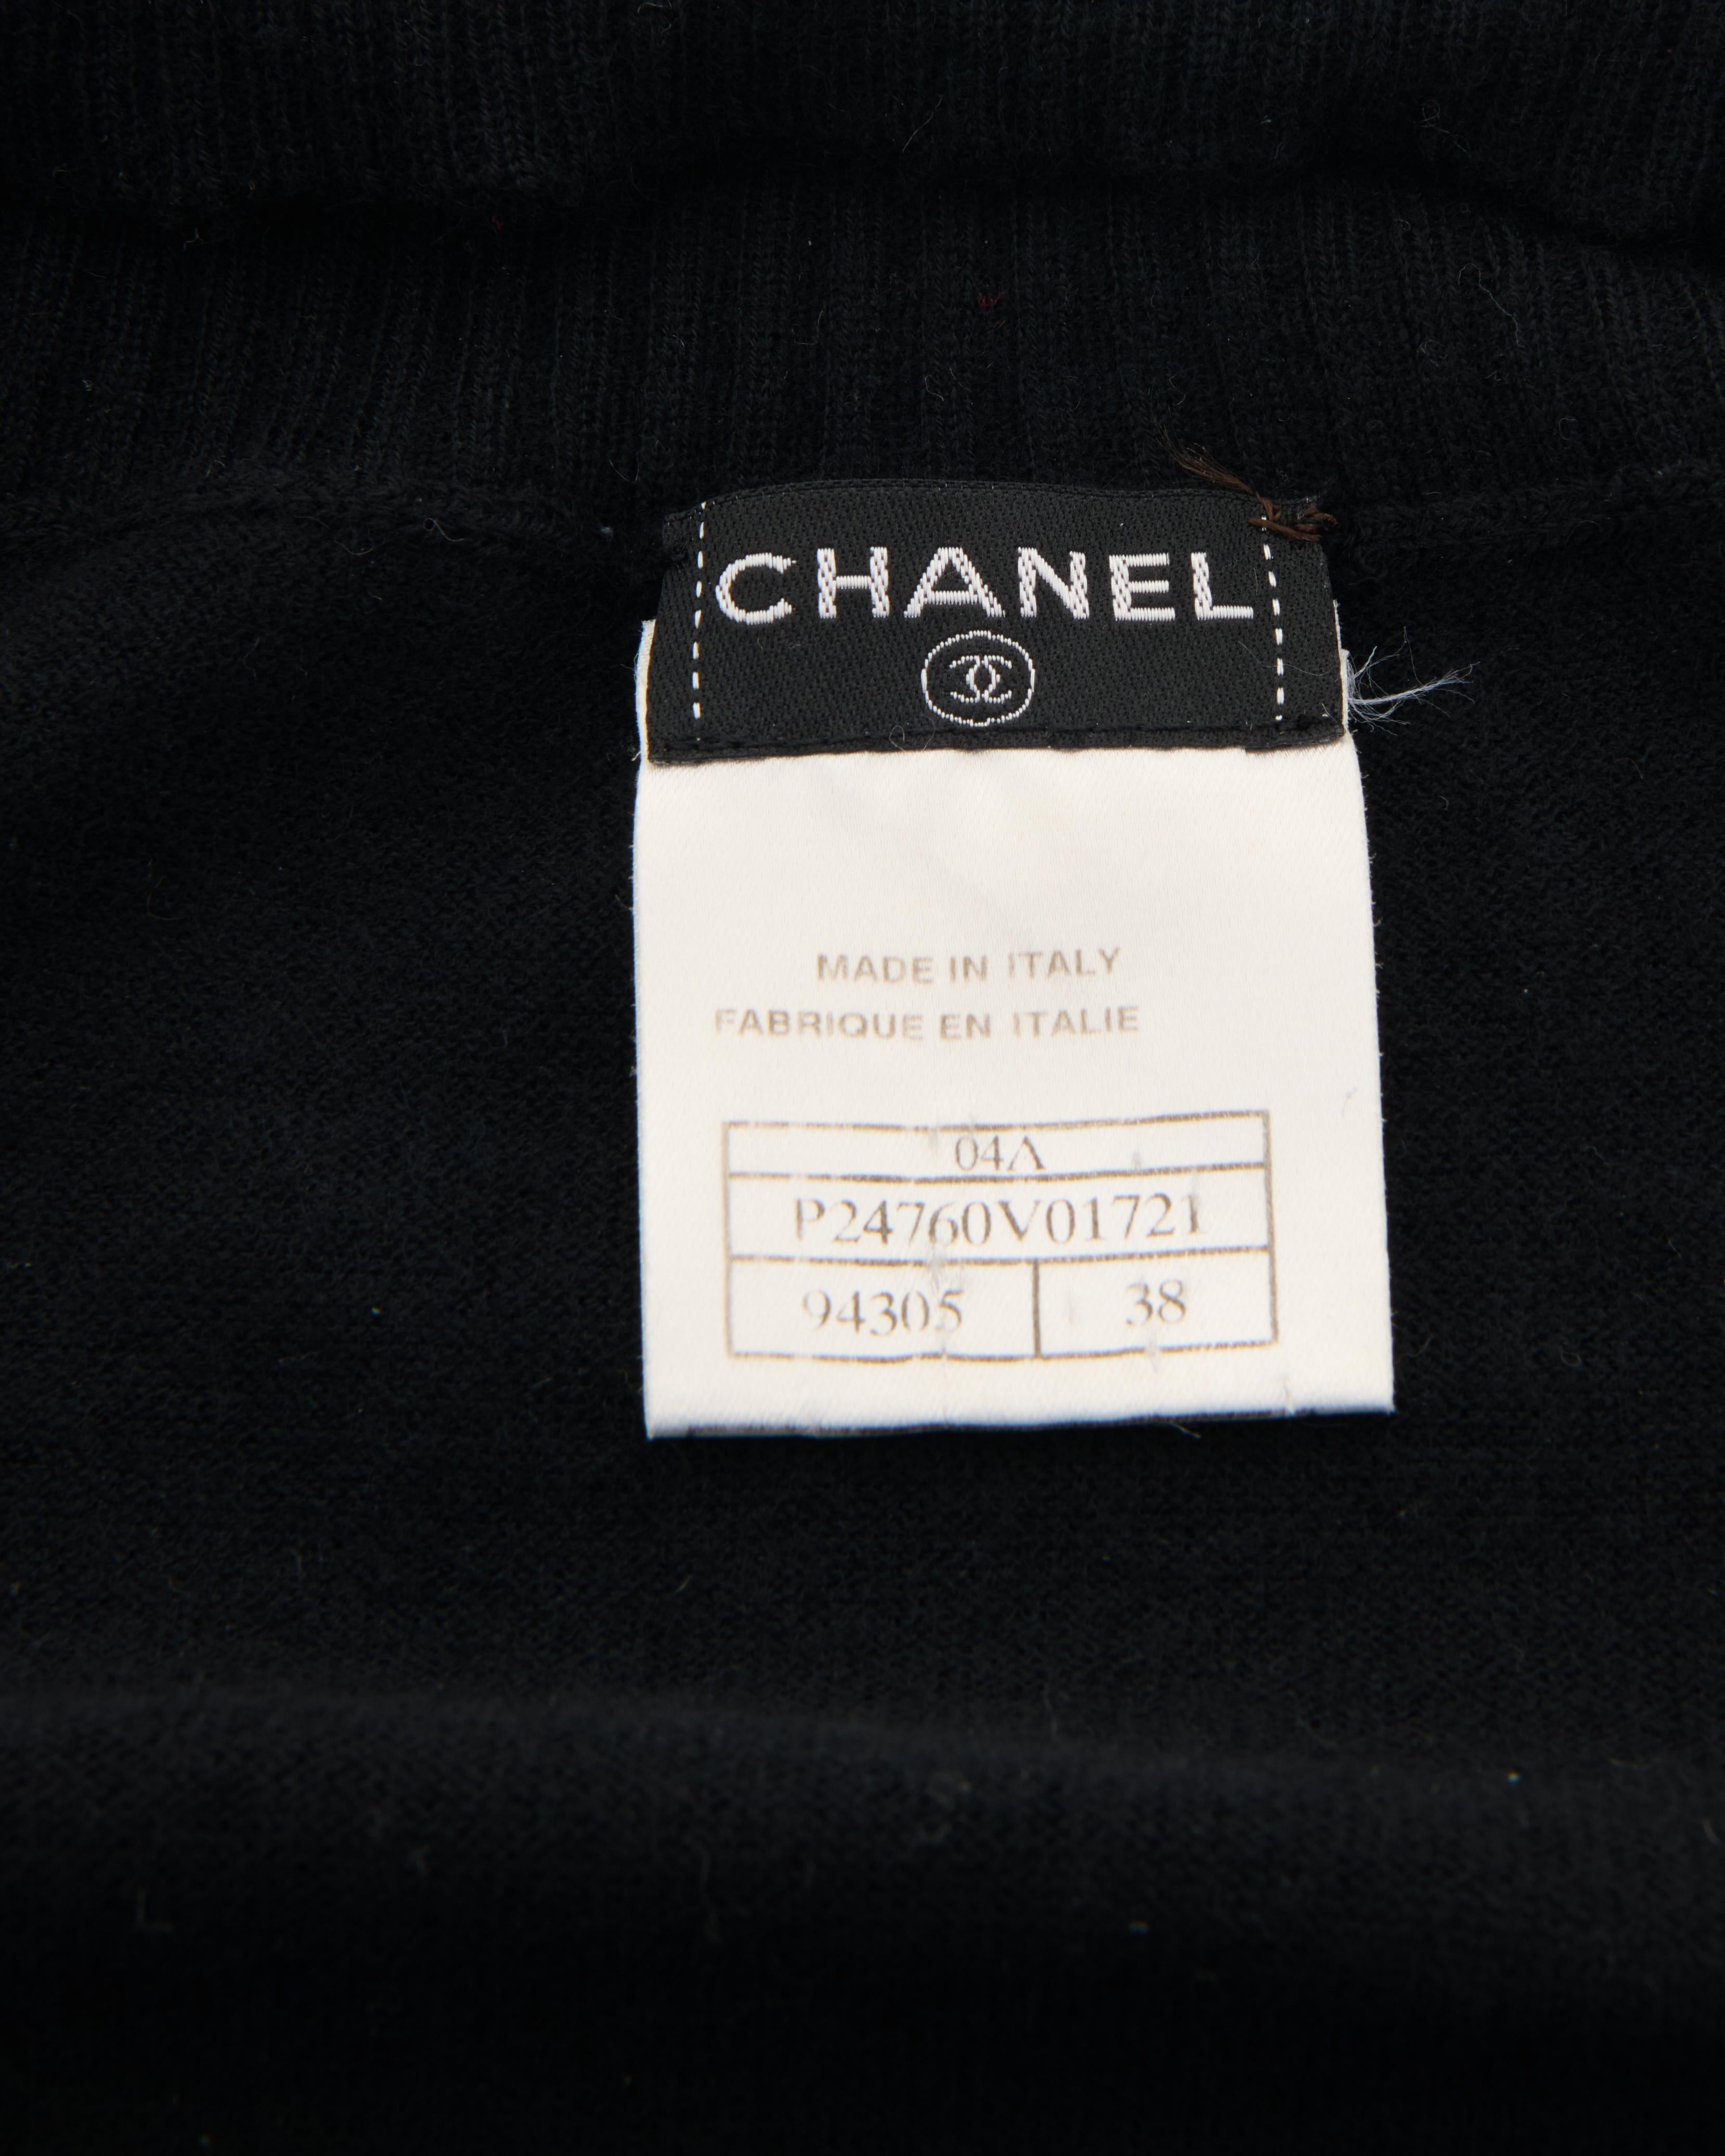 CHANEL
MADE IN ITALY
FABRIQUE EN ITALIE
04A
P24760V01721
94305 38